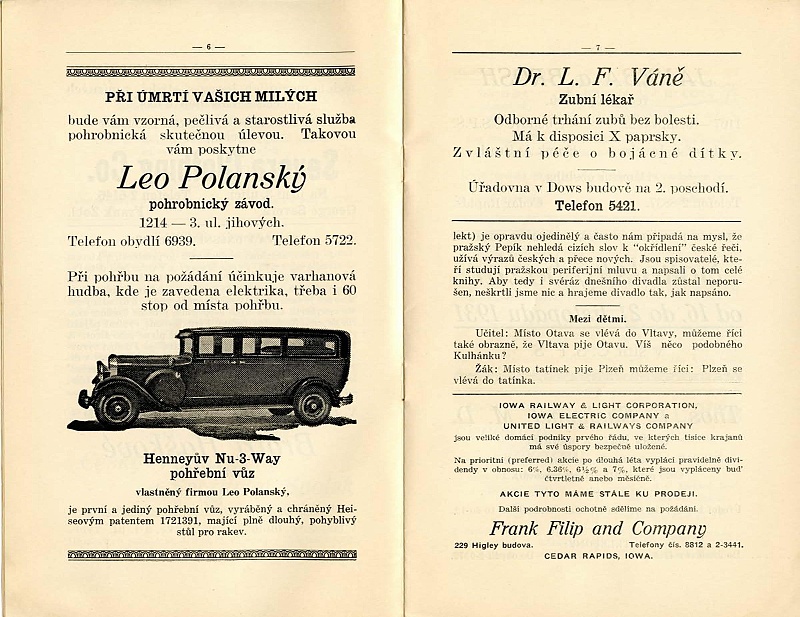 — 6 —
PŘI ÚMRTÍ VAŠICH MILÝCH
bude vám vzorná, pečlivá a starostlivá služba
pohrobnická skutečnou úlevou. Takovou
vám poskytne
Leo Polanský
pohrobnický závod.
1214 — 3. ul. jihových.
Telefon obydlí 6939. Telefon 5722.
Při pohřbu na požádání účinkuje varhanová
hudba, kde je zavedena elektrika, třeba i 60
stop od místa pohřbu.
Henneyův Nu-3-Way
pohřební vůz
vlastněný firmou Leo Polanský,
je první a jediný pohřební vůz, vyráběný a chráněný Hei-
seovým patentem 1721391, mající plně dlouhý, pohyblivý
stůl pro rakev.
— 7 —
Dr. L. F. Váně
Zubní lékař
Odborné trhání zubů bez bolesti.
Má k disposici X paprsky.
Zvláštní péče o bojácné dítky.
Úřadovna v Dows budově na 2. poschodí.
Telefon 5421.
lekt) je opravdu ojedinělý a často nám připadá na mysl, že
pražský Pepík nehledá cizích slov k "okřídlení" české řeči,
užívá výrazů českých a přece nových. Jsou spisovatelé, kte-
ří studují pražskou periferijní mluvu a napsali o tom celé
knihy. Aby tedy i svéráz dnešního divadla zůstal neporu-
šen, neškrtli jsme nic a hrajeme divadlo tak, jak napsáno.
Mezi dětmi.
Učitel: Místo Otava se vlévá do Vltavy, můžeme říci
také obrazně, že Vltava pije Otavu. Víš něco podobného
Kulhánku?
Žák: Místo tatínek pije Plzeň můžeme říci: Plzeň se
vlévá do tatínka.
IOWA RAILWAY & LIGHT CORPORATION,
IOWA ELECTRIC COMPANY a
UNITED LIGHT & RAILWAYS COMPANY
jsou veliké domácí podniky prvého řádu, ve kterých tisíce krajanů
má své úspory bezpečně uložené.
Na prioritní (preferred) akcie po dlouhá léta vyplácí pravidelně divi-
dendy v obnosu: 6%, 6.36%, 6½% a 7%, které jsou vypláceny buď
čtvrtletně anebo měsíčně.
AKCIE TYTO MÁME STÁLE KU PRODEJI.
Další podrobnosti ochotně sdělíme na požádání.
Frank Filip and Company
229 Higley budova. Telefony čís. 8812 a 2-3441.
CEDAR RAPIDS, IOWA.